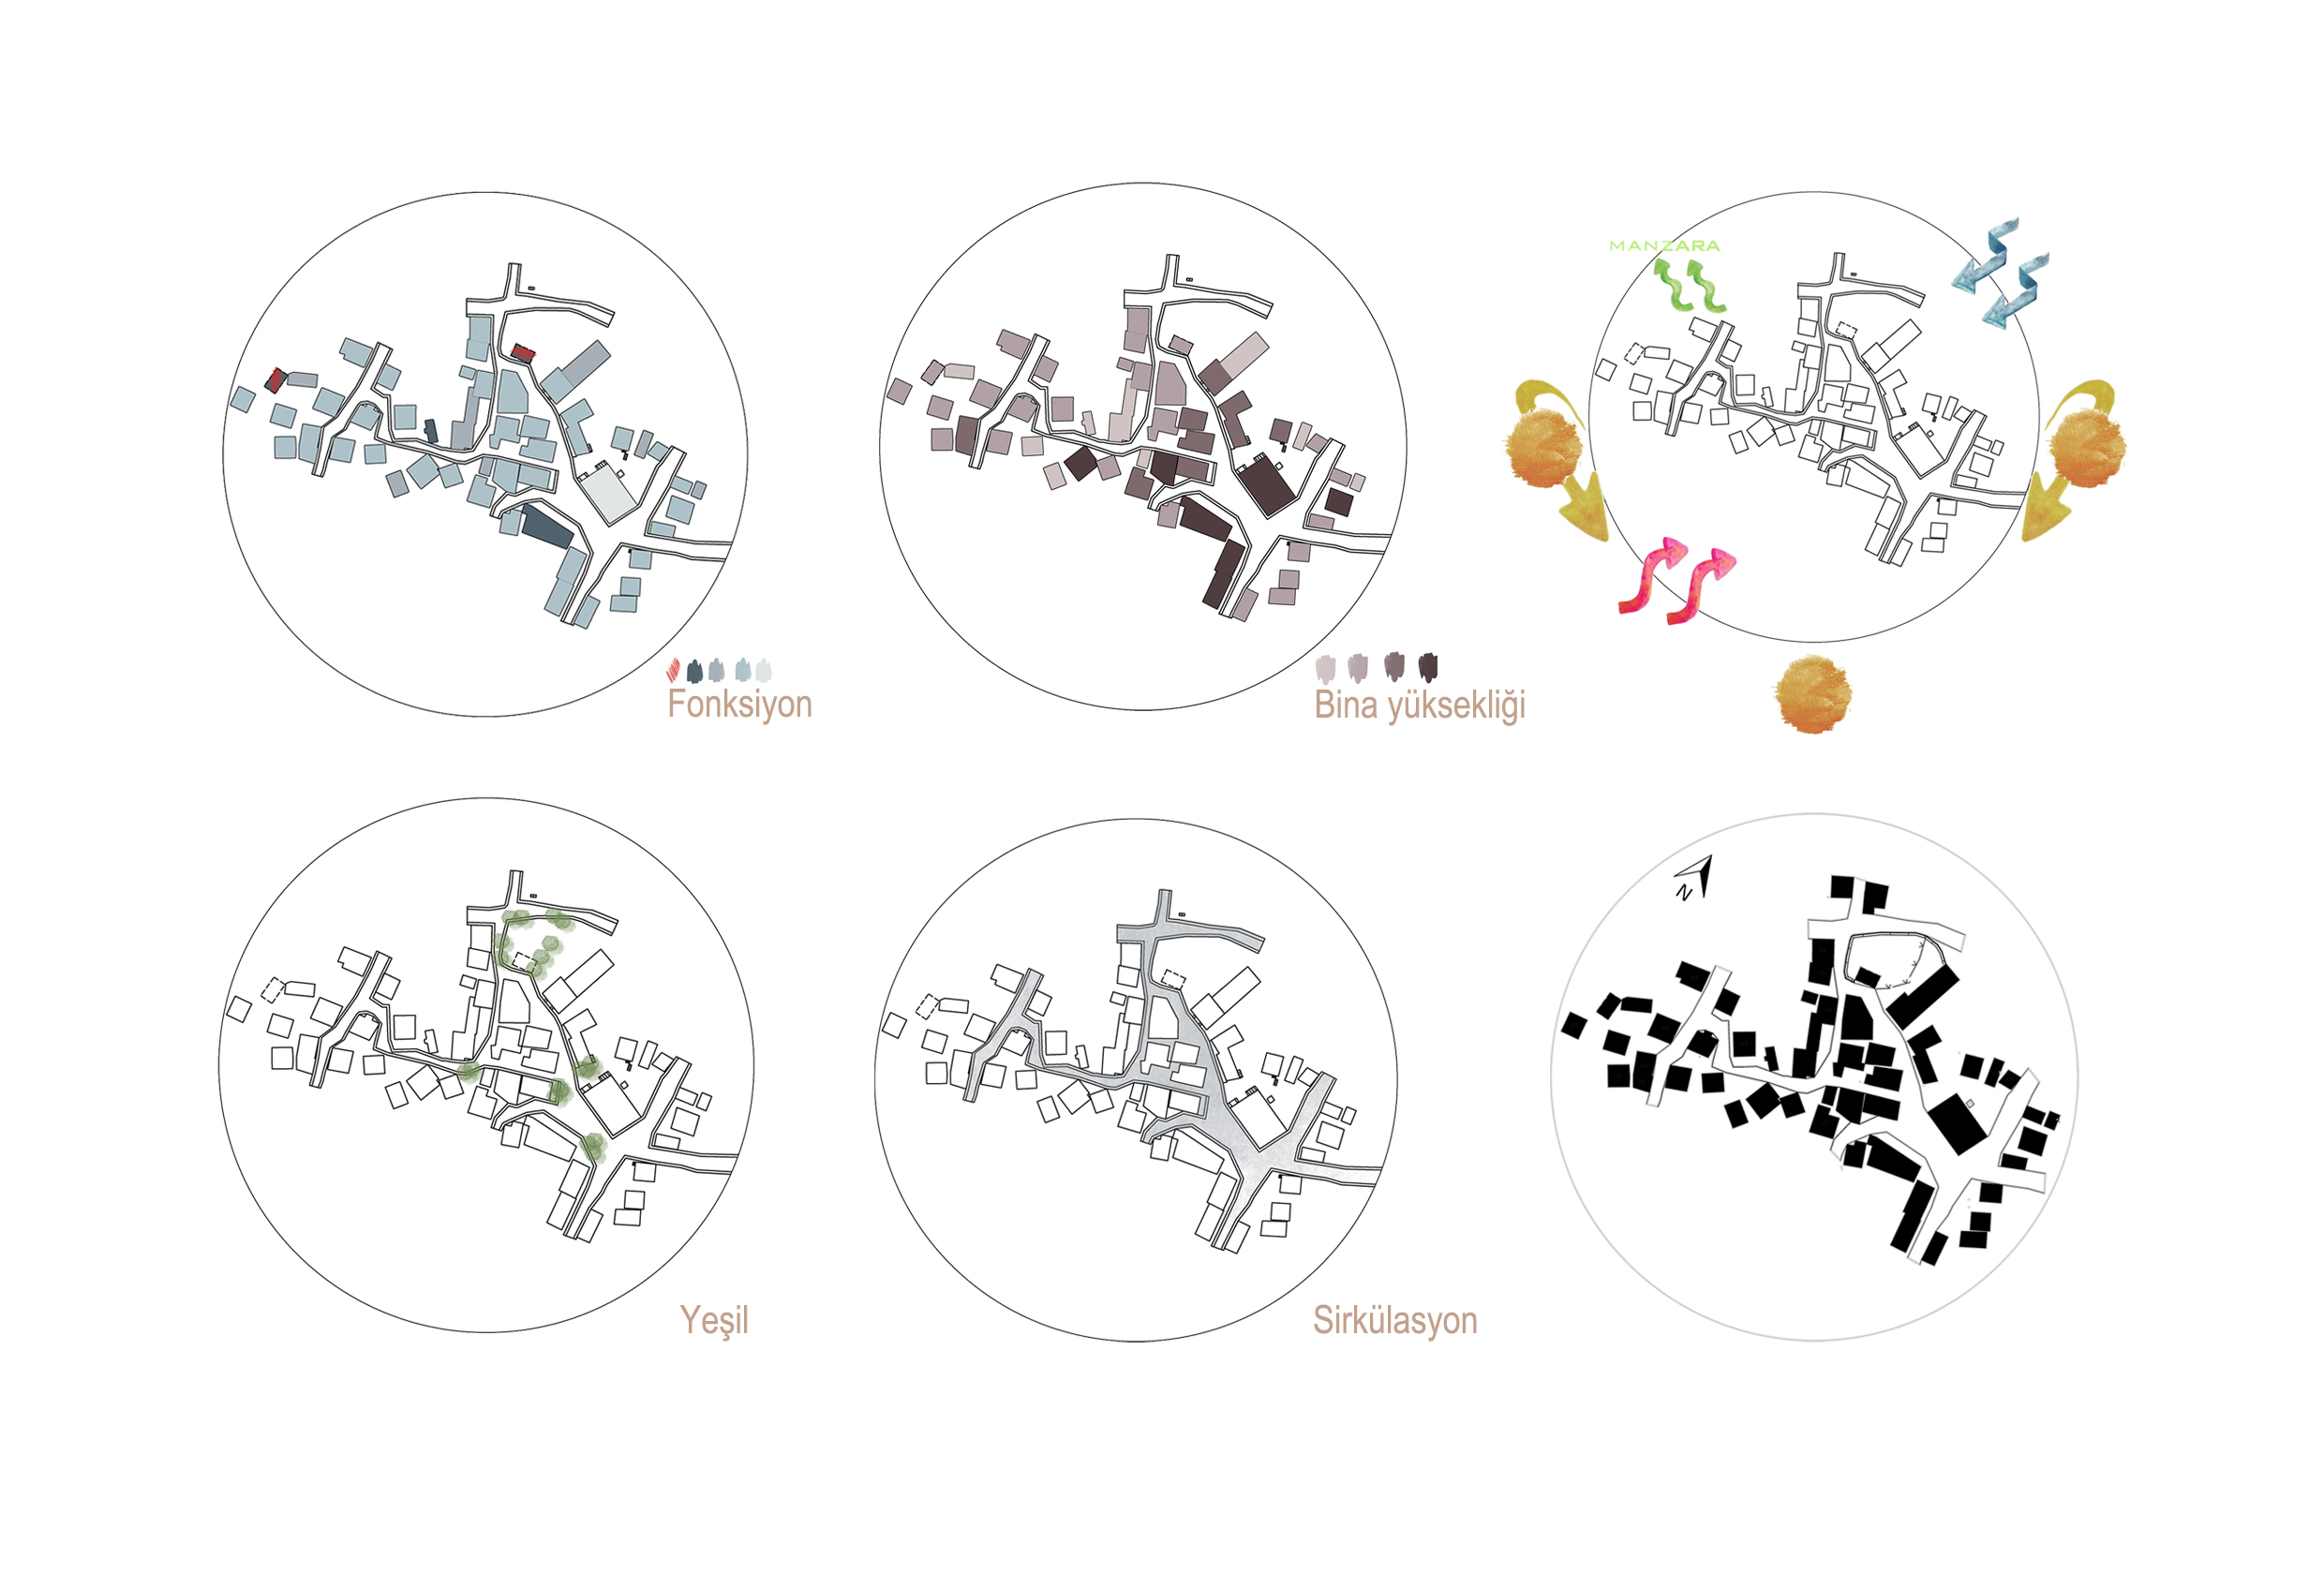 MANZARA
Fonksiyon
Bina yüksekliği
N
Yeşil
Sirkülasyon